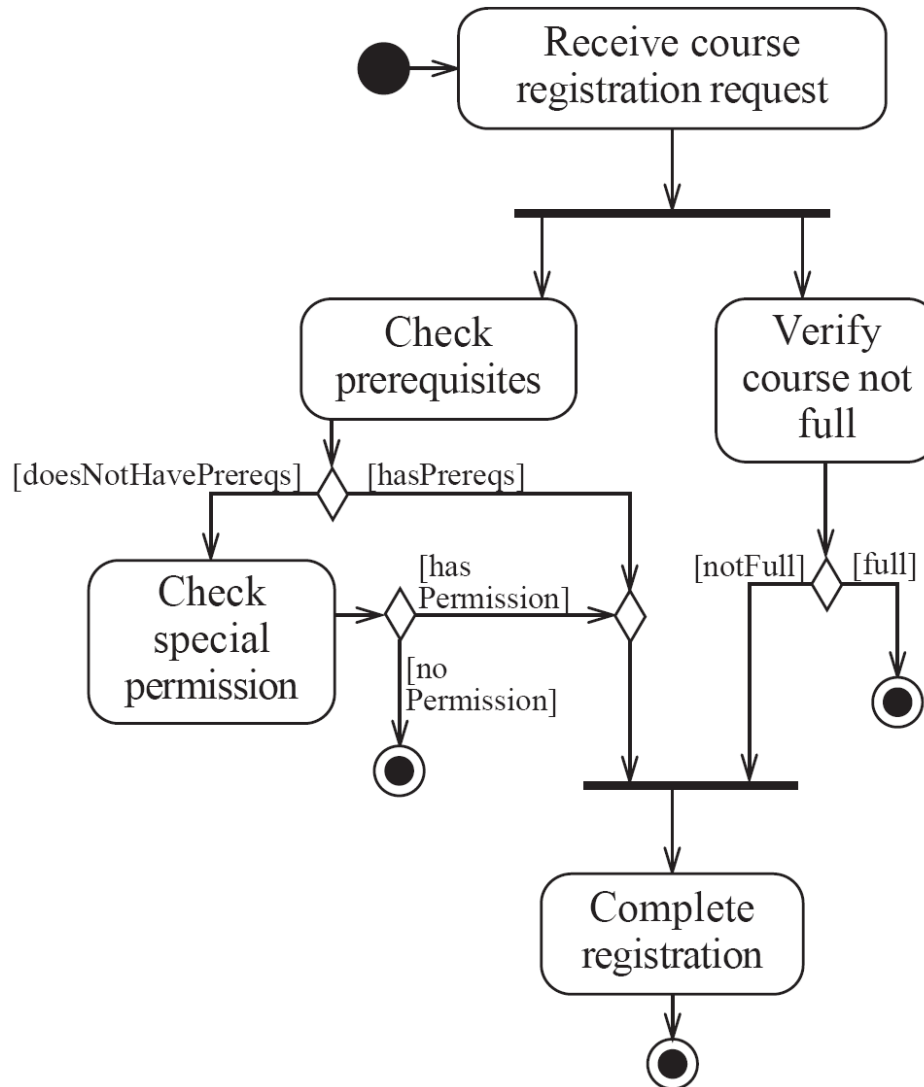 Receive course
registration request
Check
prerequisites
Verify
course not
full
[doesNotHavePrereqs]
[hasPrereqs]
[notFull]
[full]
Check
special
permission
[has
Permission]
[no
Permission]
Complete
registration